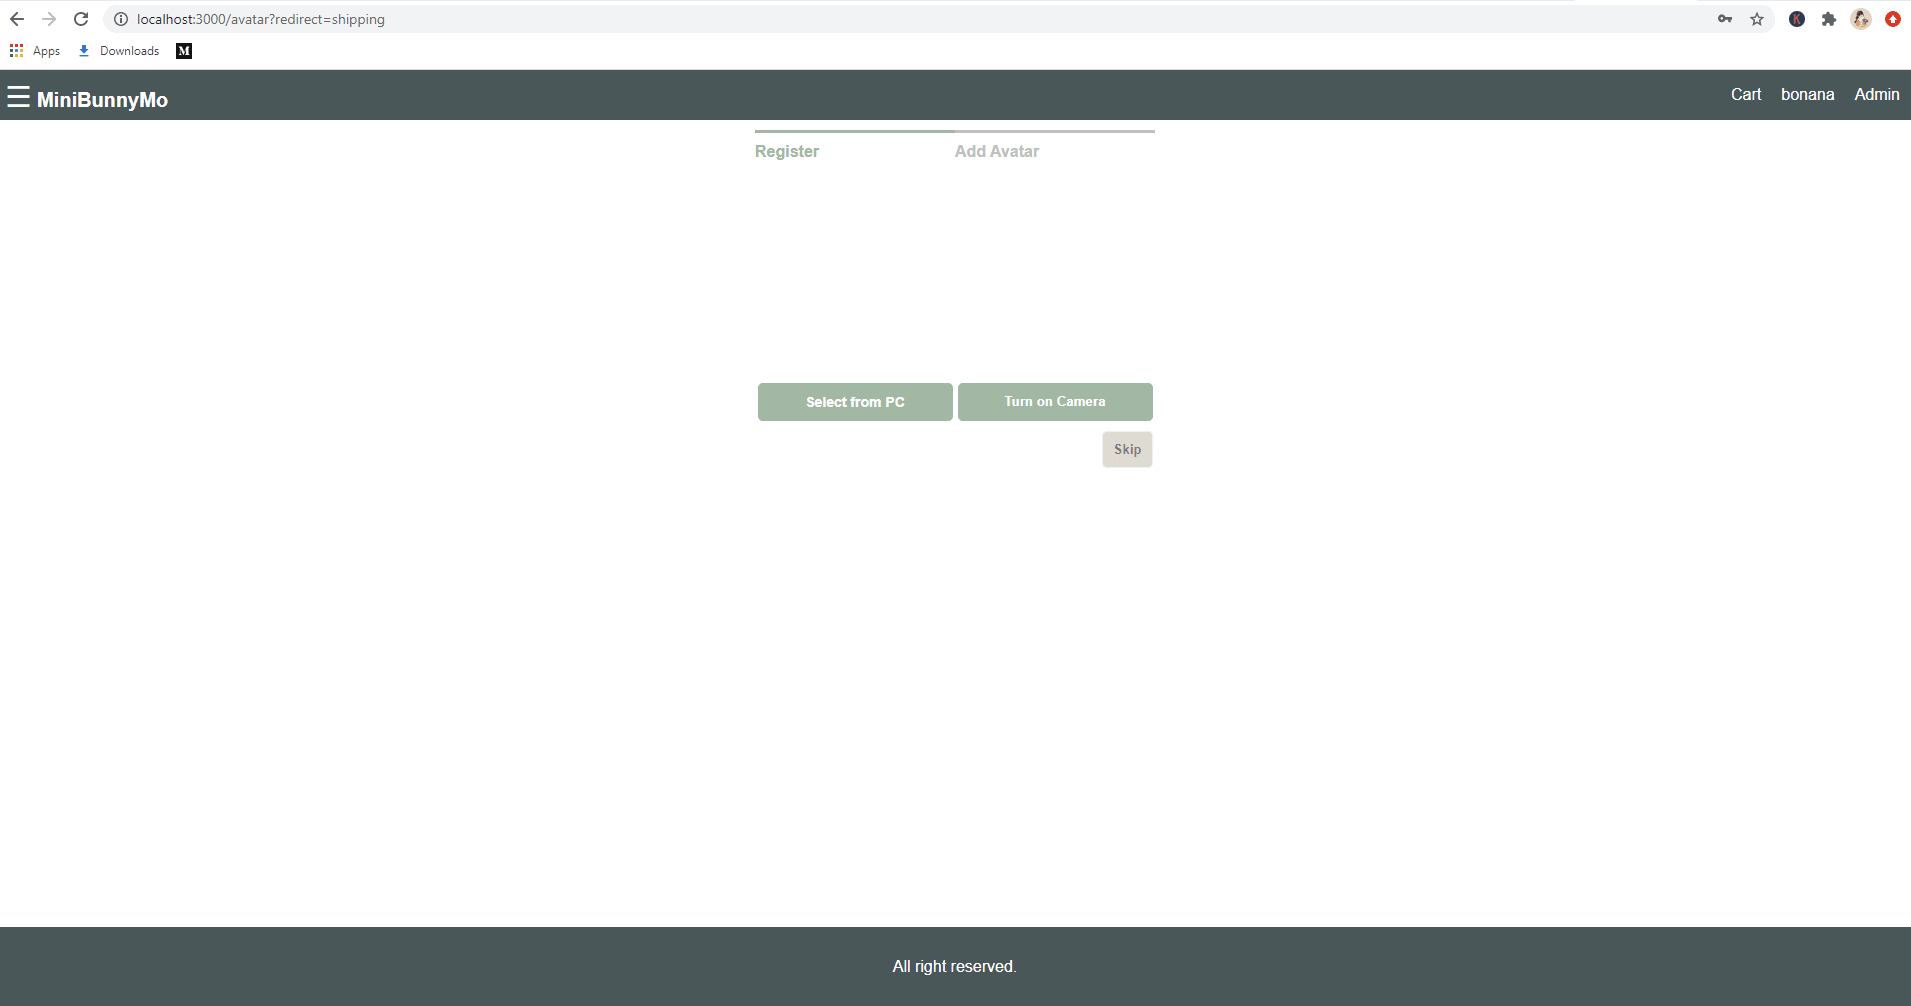 localhost:3000/avatar?redirect=shipping
K
Apps Downloads M
☰ MiniBunnyMo Cart bonana Admin
Register Add Avatar
Select from PC Turn on Camera
Skip
All right reserved.